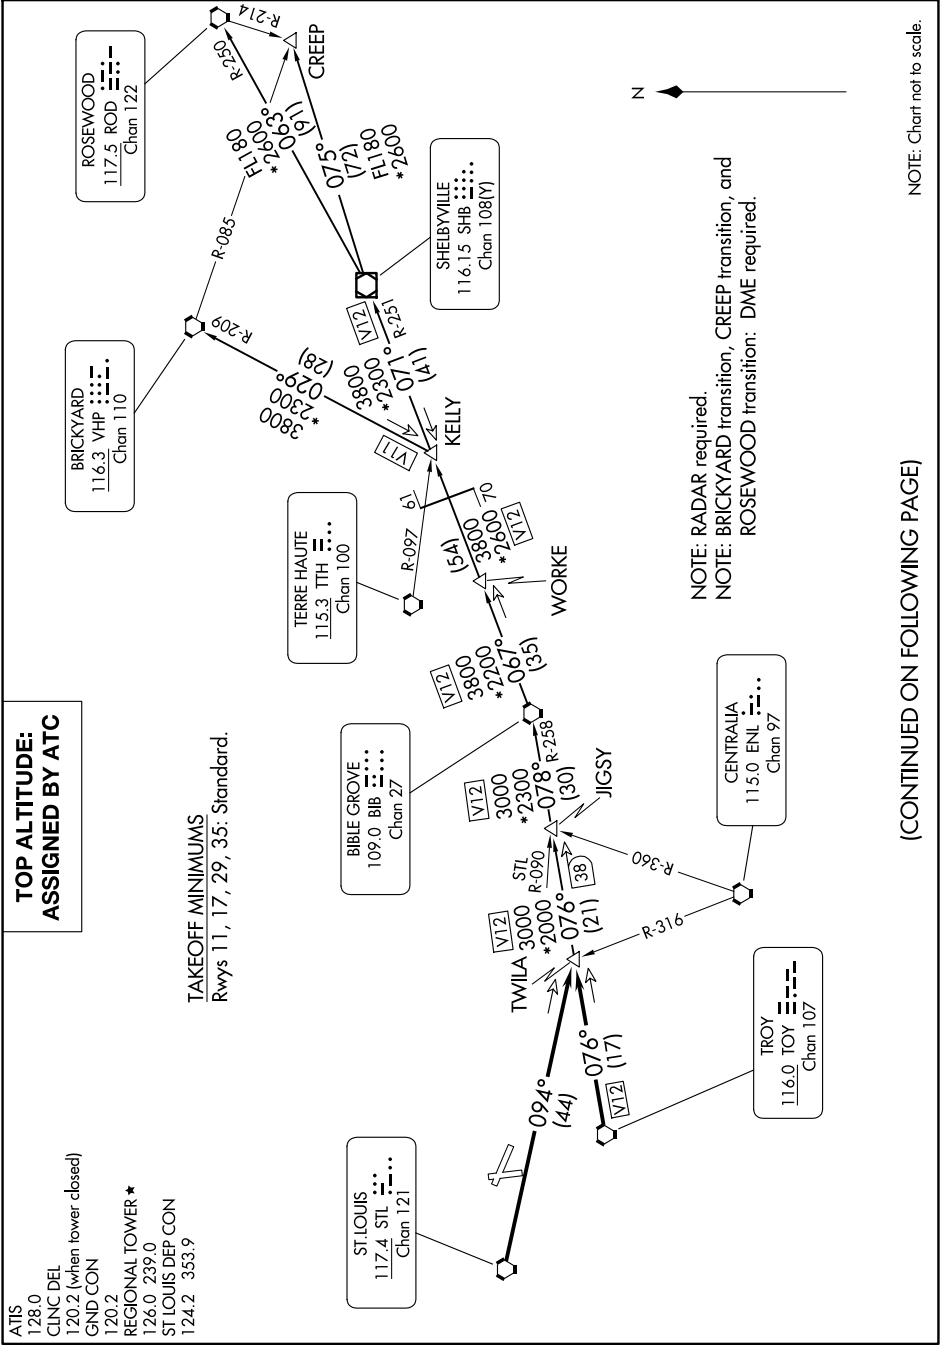 TOP ALTITUDE:
ASSIGNED BY ATC
ATIS
128.0
CLNC DEL
120.2 (when tower closed)
GND CON
120.2
REGIONAL TOWER ★
126.0 239.0
ST LOUIS DEP CON
124.2 353.9
TAKEOFF MINIMUMS
Rwys 11, 17, 29, 35: Standard.
ST.LOUIS
117.4 STL
Chan 121
094°
(44)
TROY
116.0 TOY
Chan 107
V12
076°
(17)
TWILA
V12
3000
*2000
076°
(21)
STL
R-090
38
JIGSY
R-316
R-360
CENTRALIA
115.0 ENL
Chan 97
V12
3000
*2300
078°
(30)
R-258
BIBLE GROVE
109.0 BIB
Chan 27
V12
3800
*2200
067°
(35)
WORKE
(54)
3800
*2600
V12
61
70
TERRE HAUTE
115.3 TTH
Chan 100
R-097
KELLY
V11
3800
*2300
029°
(28)
R-209
BRICKYARD
116.3 VHP
Chan 110
R-085
3800
*2300
071°
(41)
V12
R-251
SHELBYVILLE
116.15 SHB
Chan 108(Y)
FL180
*2600
063°
(91)
R-250
075°
(72)
FL180
*2600
ROSEWOOD
117.5 ROD
Chan 122
R-214
CREEP
N
NOTE: RADAR required.
NOTE: BRICKYARD transition, CREEP transition, and
ROSEWOOD transition: DME required.
NOTE: Chart not to scale.
(CONTINUED ON FOLLOWING PAGE)